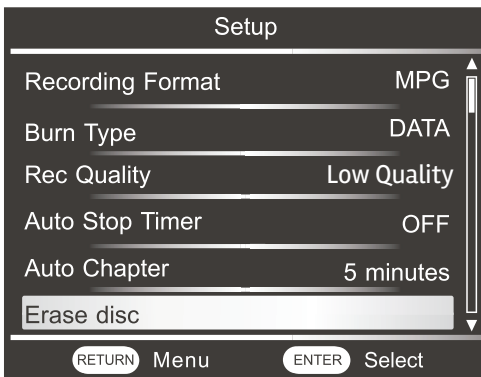 Setup
Recording Format MPG
Burn Type DATA
Rec Quality Low Quality
Auto Stop Timer OFF
Auto Chapter 5 minutes
Erase disc
RETURN Menu ENTER Select